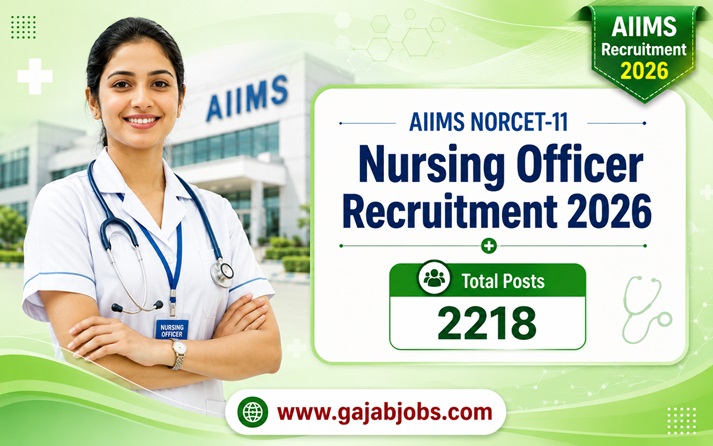 AIIMS
Recruitment
2026
AIIMS
AIIMS NORCET-11
Nursing Officer
Recruitment 2026
Total Posts
2218
NURSING
OFFICER
www.gajabjobs.com